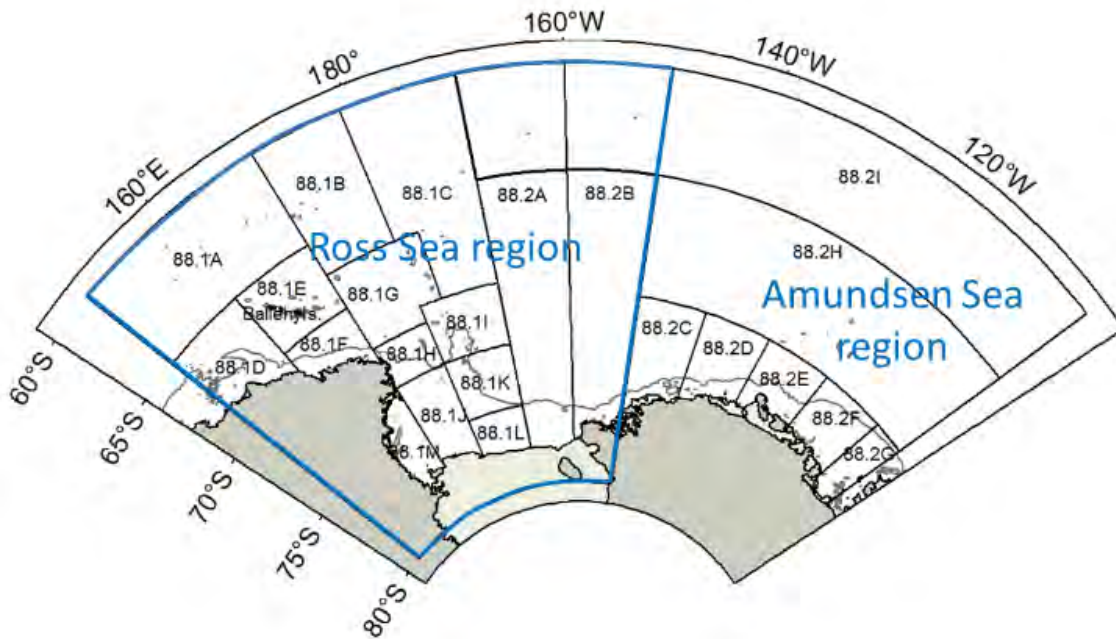 160°W
180°
140°W
160°E
120°W
88.1B
88.1C
88.2A
88.2B
88.2I
88.1A
Ross Sea region
88.2H
88.1E
Balleny Is.
88.1G
Amundsen Sea
region
88.1I
88.2C
88.1F
88.2D
88.1H
88.1D
88.1K
88.2E
60°S
88.1J
88.2F
88.1L
65°S
88.1M
88.2G
70°S
75°S
80°S